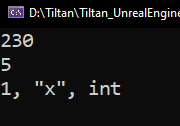 D:\Tiltan\Tiltan_UnrealEngine
230
5
1, "x", int